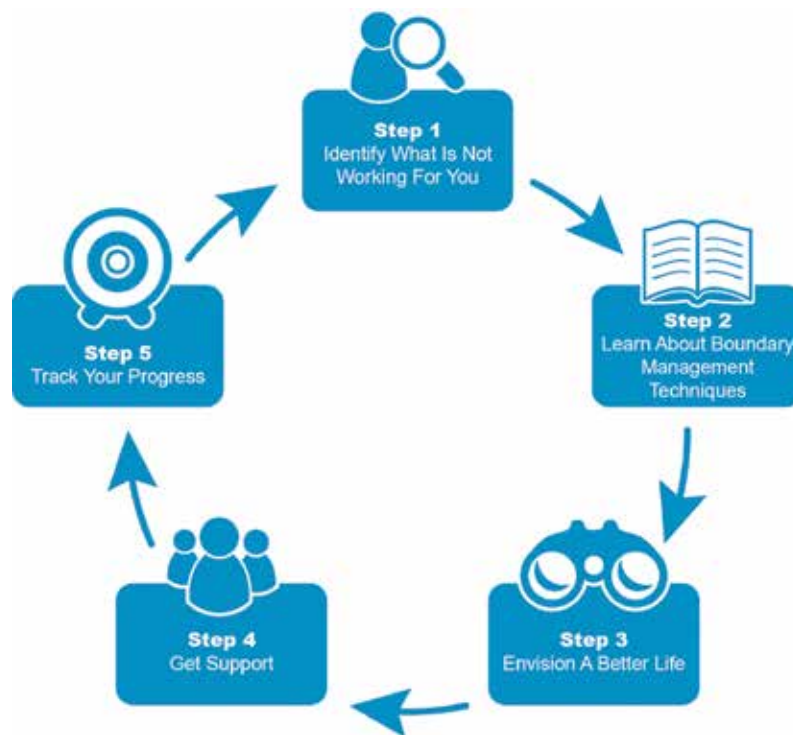 Step 1
Identify What Is Not
Working For You
Step 2
Learn About Boundary
Management
Techniques
Step 3
Envision A Better Life
Step 4
Get Support
Step 5
Track Your Progress